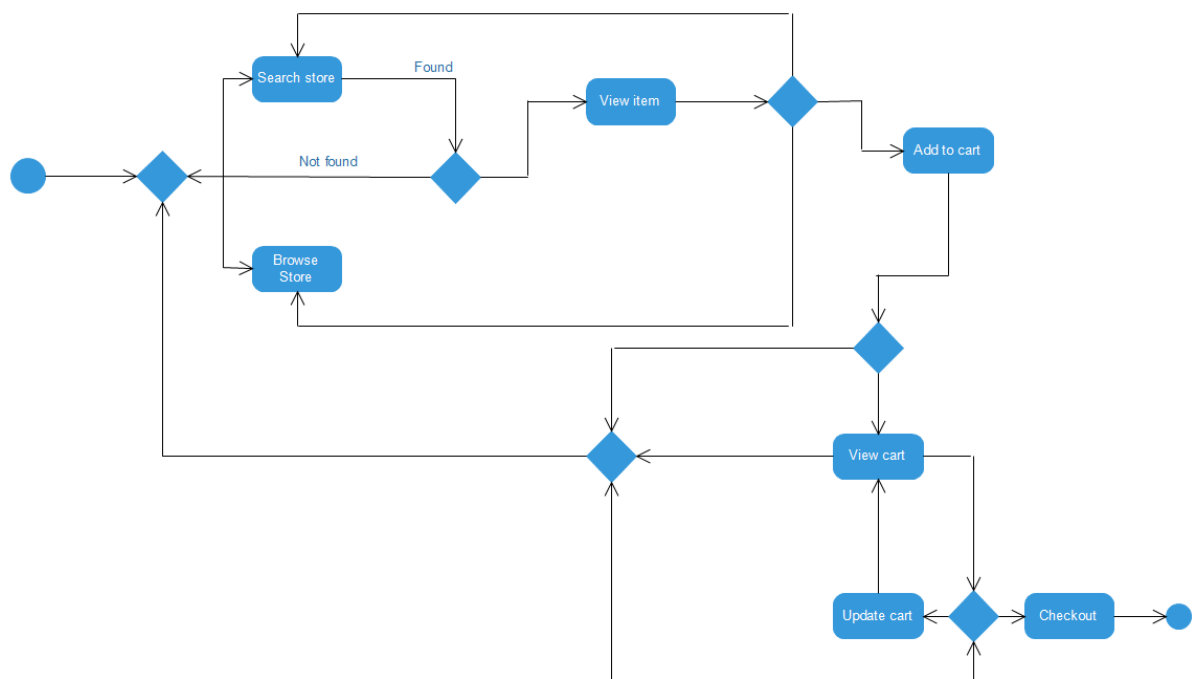 Found
Search store
View item
Add to cart
Not found
Browse
Store
View cart
Update cart
Checkout